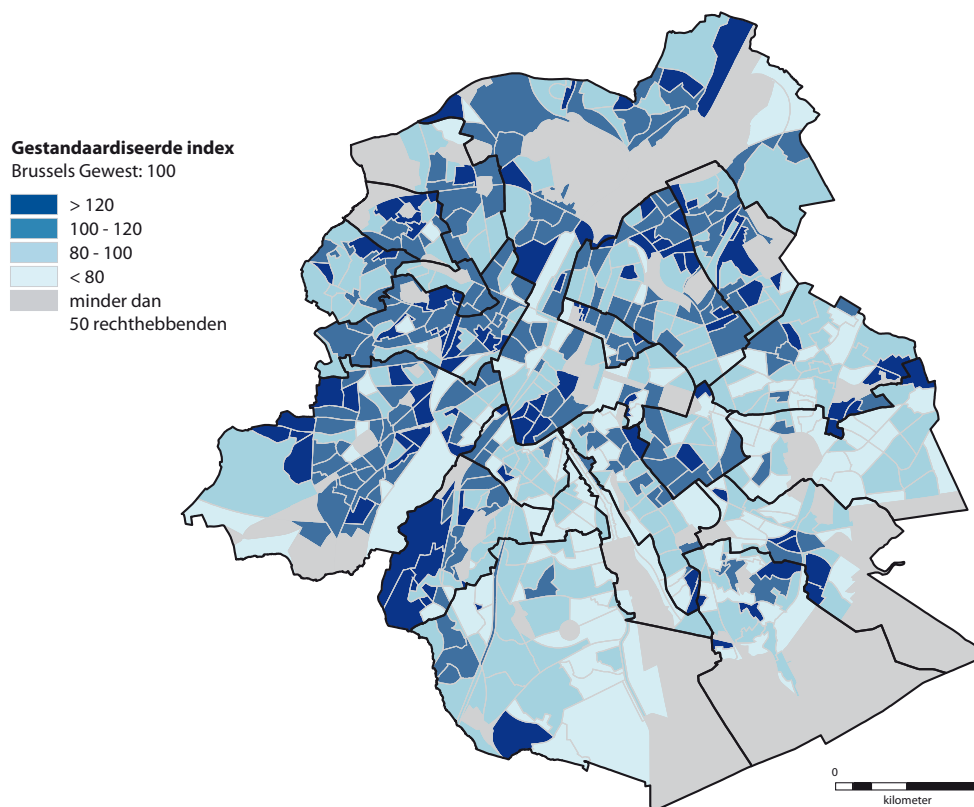 Gestandaardiseerde index
Brussels Gewest: 100
> 120
100 - 120
80 - 100
< 80
minder dan
50 rechthebbenden
0
kilometer